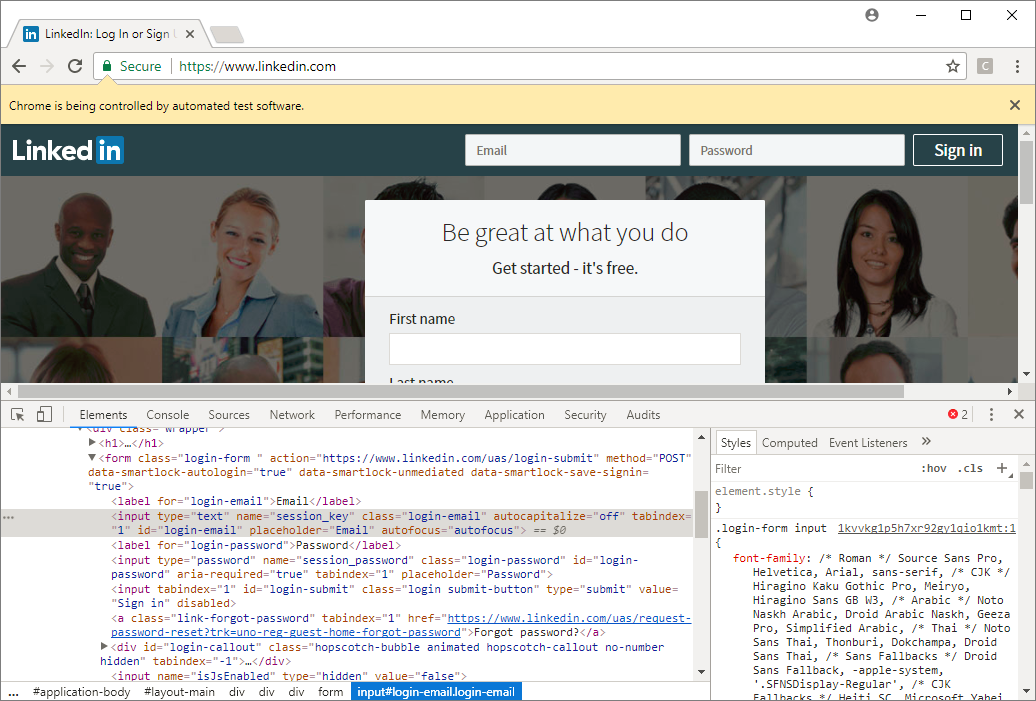 LinkedIn: Log In or Sign U
Secure https://www.linkedin.com
C
Chrome is being controlled by automated test software.
Linked in
Email
Password
Sign in
Be great at what you do
Get started - it's free.
First name
Last name
Elements Console Sources Network Performance Memory Application Security Audits 2
<div class="wrapper">
<h1>…</h1>
<form class="login-form " action="https://www.linkedin.com/uas/login-submit" method="POST"
data-smartlock-autologin="true" data-smartlock-unmediated data-smartlock-save-signin=
"true">
<label for="login-email">Email</label>
<input type="text" name="session_key" class="login-email" autocapitalize="off" tabindex=
"1" id="login-email" placeholder="Email" autofocus="autofocus"> == $0
<label for="login-password">Password</label>
<input type="password" name="session_password" class="login-password" id="login-
password" aria-required="true" tabindex="1" placeholder="Password">
<input tabindex="1" id="login-submit" class="login submit-button" type="submit" value=
"Sign in" disabled>
<a class="link-forgot-password" tabindex="1" href="https://www.linkedin.com/uas/request-
password-reset?trk=uno-reg-guest-home-forgot-password">Forgot password?</a>
<div id="login-callout" class="hopscotch-bubble animated hopscotch-callout no-number
hidden" tabindex="-1">…</div>
<input name="isJsEnabled" type="hidden" value="false">
... #application-body #layout-main div div div form input#login-email.login-email
Styles Computed Event Listeners »
Filter :hov .cls +
element.style {
}
.login-form input 1kvvkg1p5h7xr92gy1qio1kmt:1
{
font-family: /* Roman */ Source Sans Pro,
Helvetica, Arial, sans-serif, /* CJK */
Hiragino Kaku Gothic Pro, Meiryo,
Hiragino Sans GB W3, /* Arabic */ Noto
Naskh Arabic, Droid Arabic Naskh, Geeza
Pro, Simplified Arabic, /* Thai */ Noto
Sans Thai, Thonburi, Dokchampa, Droid
Sans Thai, /* Sans Fallbacks */ Droid
Sans Fallback, -apple-system,
'.SFNSDisplay-Regular', /* CJK
Fallbacks */ Heiti SC, Microsoft Yahei